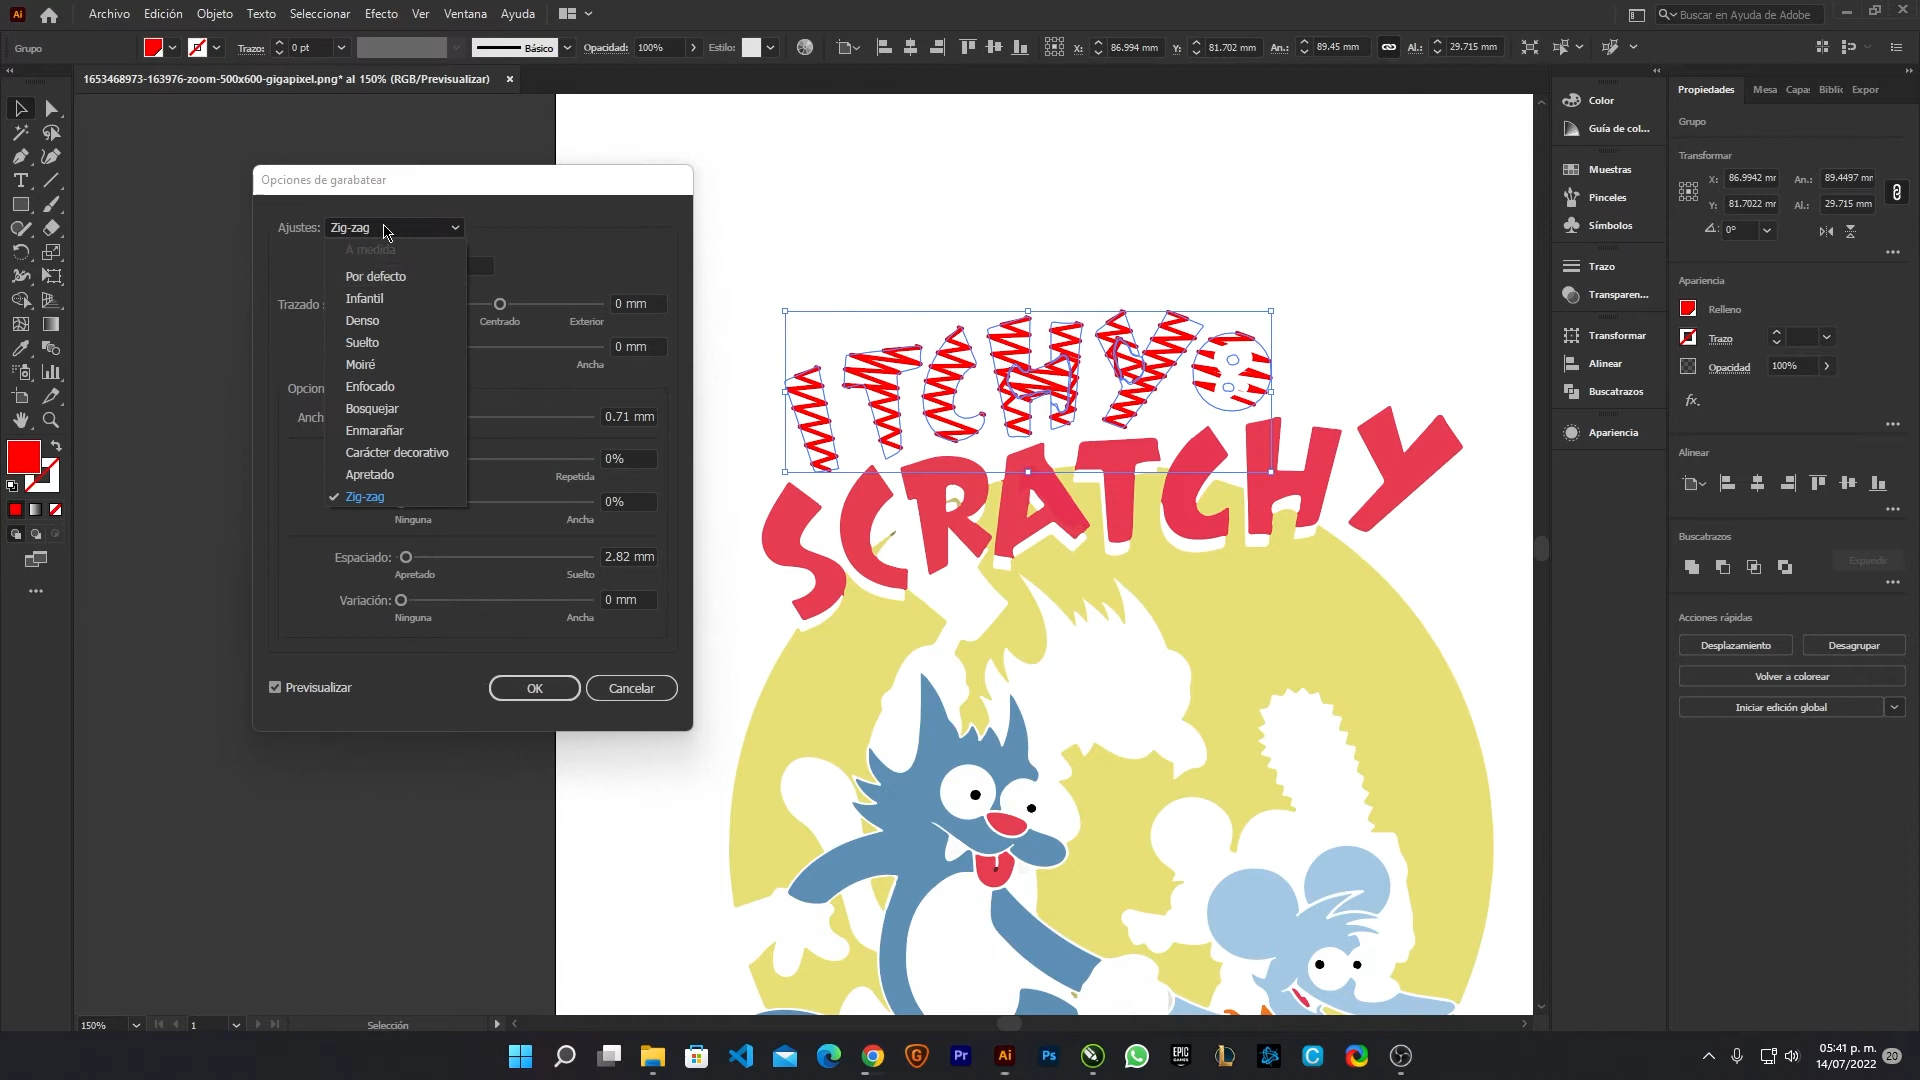 Ai Archivo Edición Objeto Texto Seleccionar Efecto Ver Ventana Ayuda Buscar en Ayuda de Adobe
Grupo Trazo: 0 pt Básico Opacidad: 100% Estilo: X: 86.994 mm Y: 81.702 mm An.: 89.45 mm Al.: 29.715 mm
1653468973-163976-zoom-500x600-gigapixel.png* al 150% (RGB/Previsualizar) ×
Opciones de garabatear
Ajustes: Zig-zag
A medida
Por defecto
Infantil
Denso
Suelto
Moiré
Enfocado
Bosquejar
Enmarañar
Carácter decorativo
Apretado
Zig-zag
Trazado
0 mm
Centrado Exterior
0 mm
Ancha
0.71 mm
0%
Repetida
0%
Ninguna Ancha
Espaciado: 2.82 mm
Apretado Suelto
Variación: 0 mm
Ninguna Ancha
Previsualizar OK Cancelar
ITCHY
SCRATCHY
Color
Guía de col...
Muestras
Pinceles
Símbolos
Trazo
Transparen...
Transformar
Alinear
Buscatrazos
Apariencia
Propiedades Mesa Capas Biblic Expor
Grupo
Transformar
X: 86.9942 mr An.: 89.4497 mr
Y: 81.7022 mr Al.: 29.715 mm
0°
Apariencia
Relleno
Trazo
Opacidad 100%
fx.
Alinear
Buscatrazos
Expandir
Acciones rápidas
Desplazamiento Desagrupar
Volver a colorear
Iniciar edición global
150% 1 Selección
Pr Ai Ps EPIC GAMES C
05:41 p. m.
14/07/2022 20